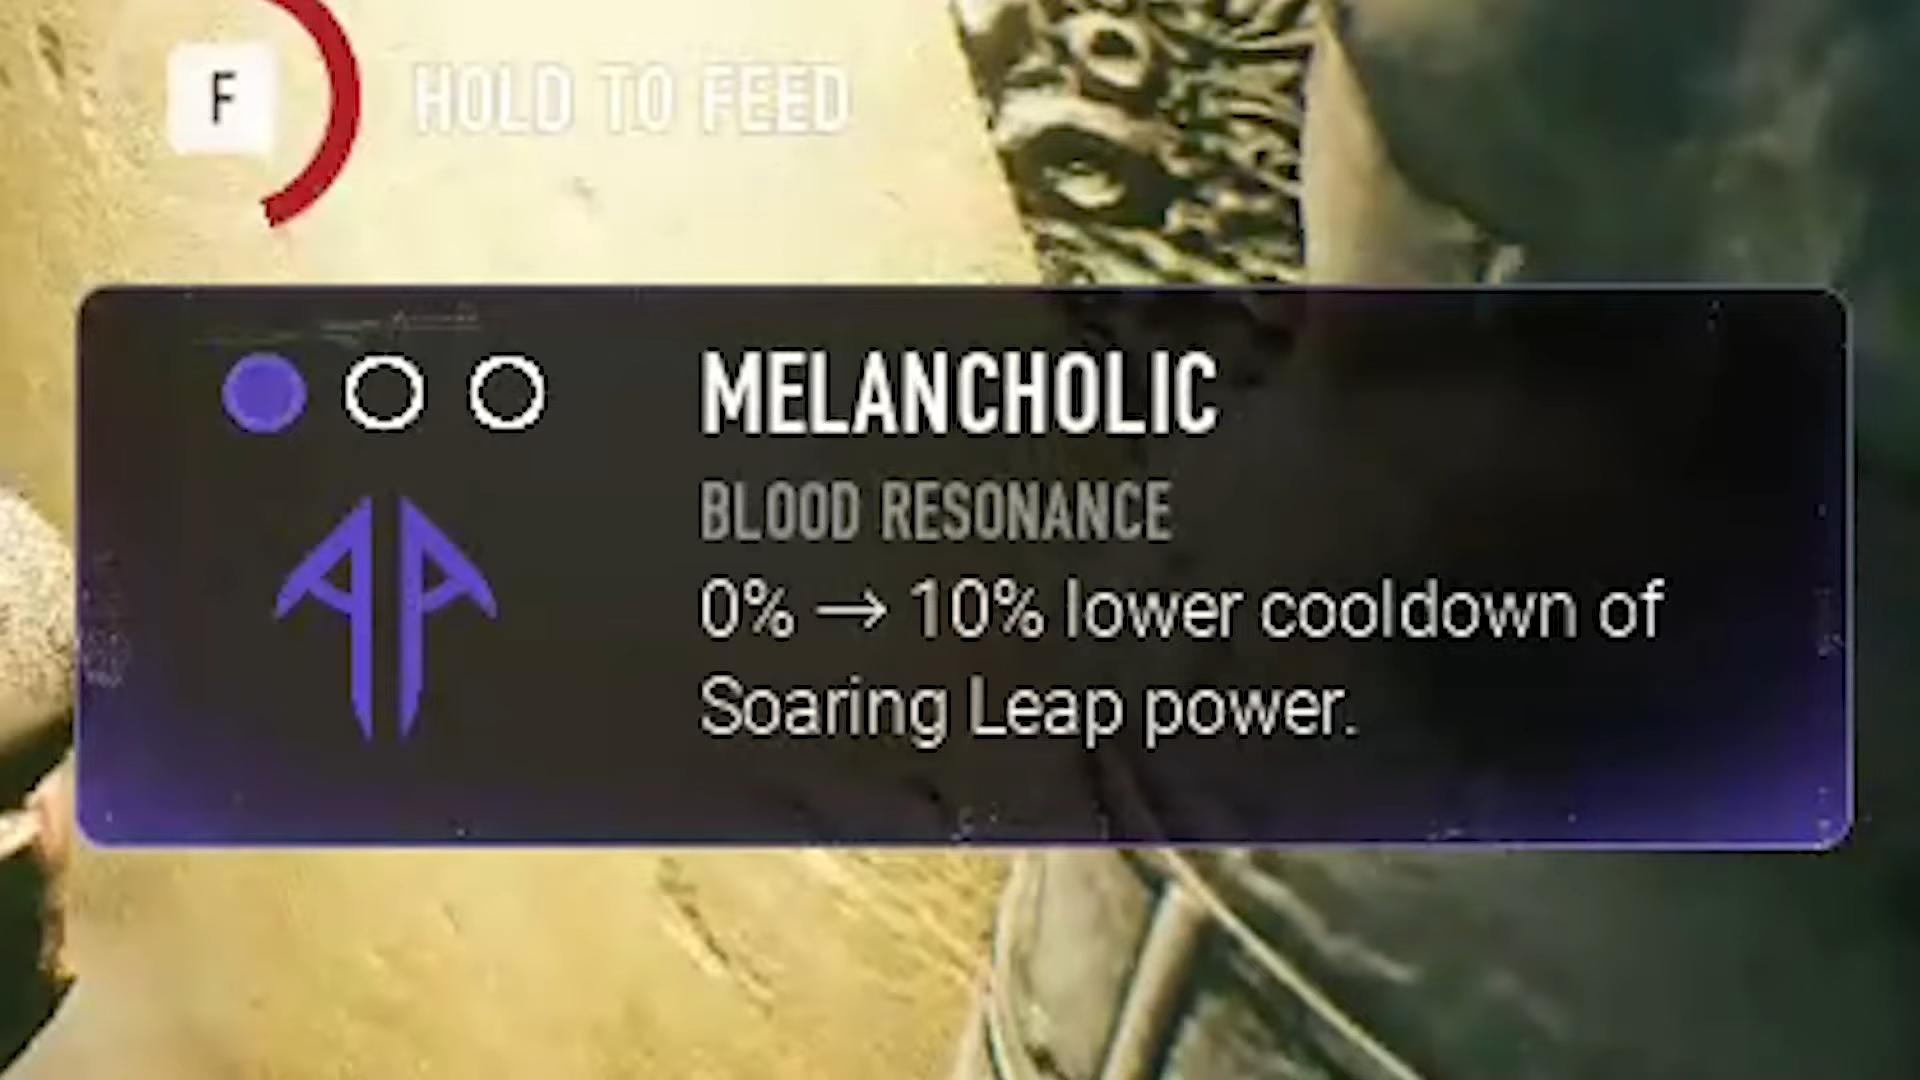 F HOLD TO FEED
MELANCHOLIC
BLOOD RESONANCE
0% → 10% lower cooldown of
Soaring Leap power.